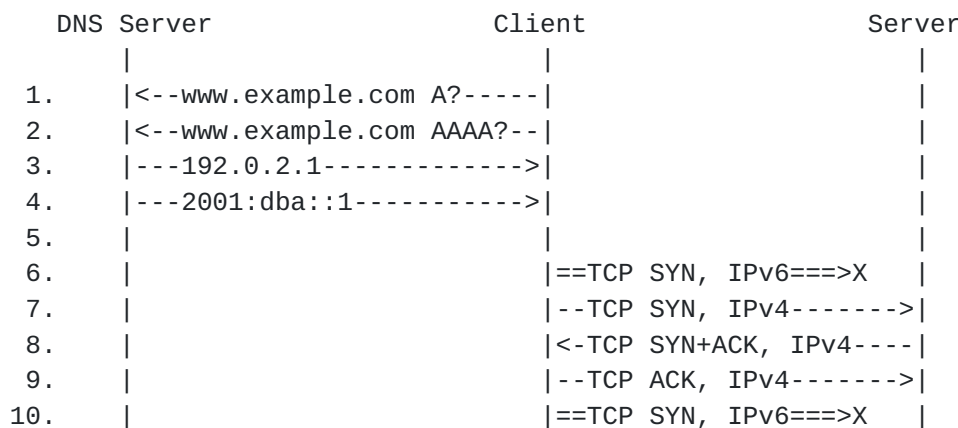 DNS Server                  Client                  Server
       |                          |                       |
 1.    |<--www.example.com A?-----|                       |
 2.    |<--www.example.com AAAA?--|                       |
 3.    |---192.0.2.1------------->|                       |
 4.    |---2001:dba::1----------->|                       |
 5.    |                          |                       |
 6.    |                          |==TCP SYN, IPv6===>X   |
 7.    |                          |--TCP SYN, IPv4------->|
 8.    |                          |<-TCP SYN+ACK, IPv4----|
 9.    |                          |--TCP ACK, IPv4------->|
10.    |                          |==TCP SYN, IPv6===>X   |